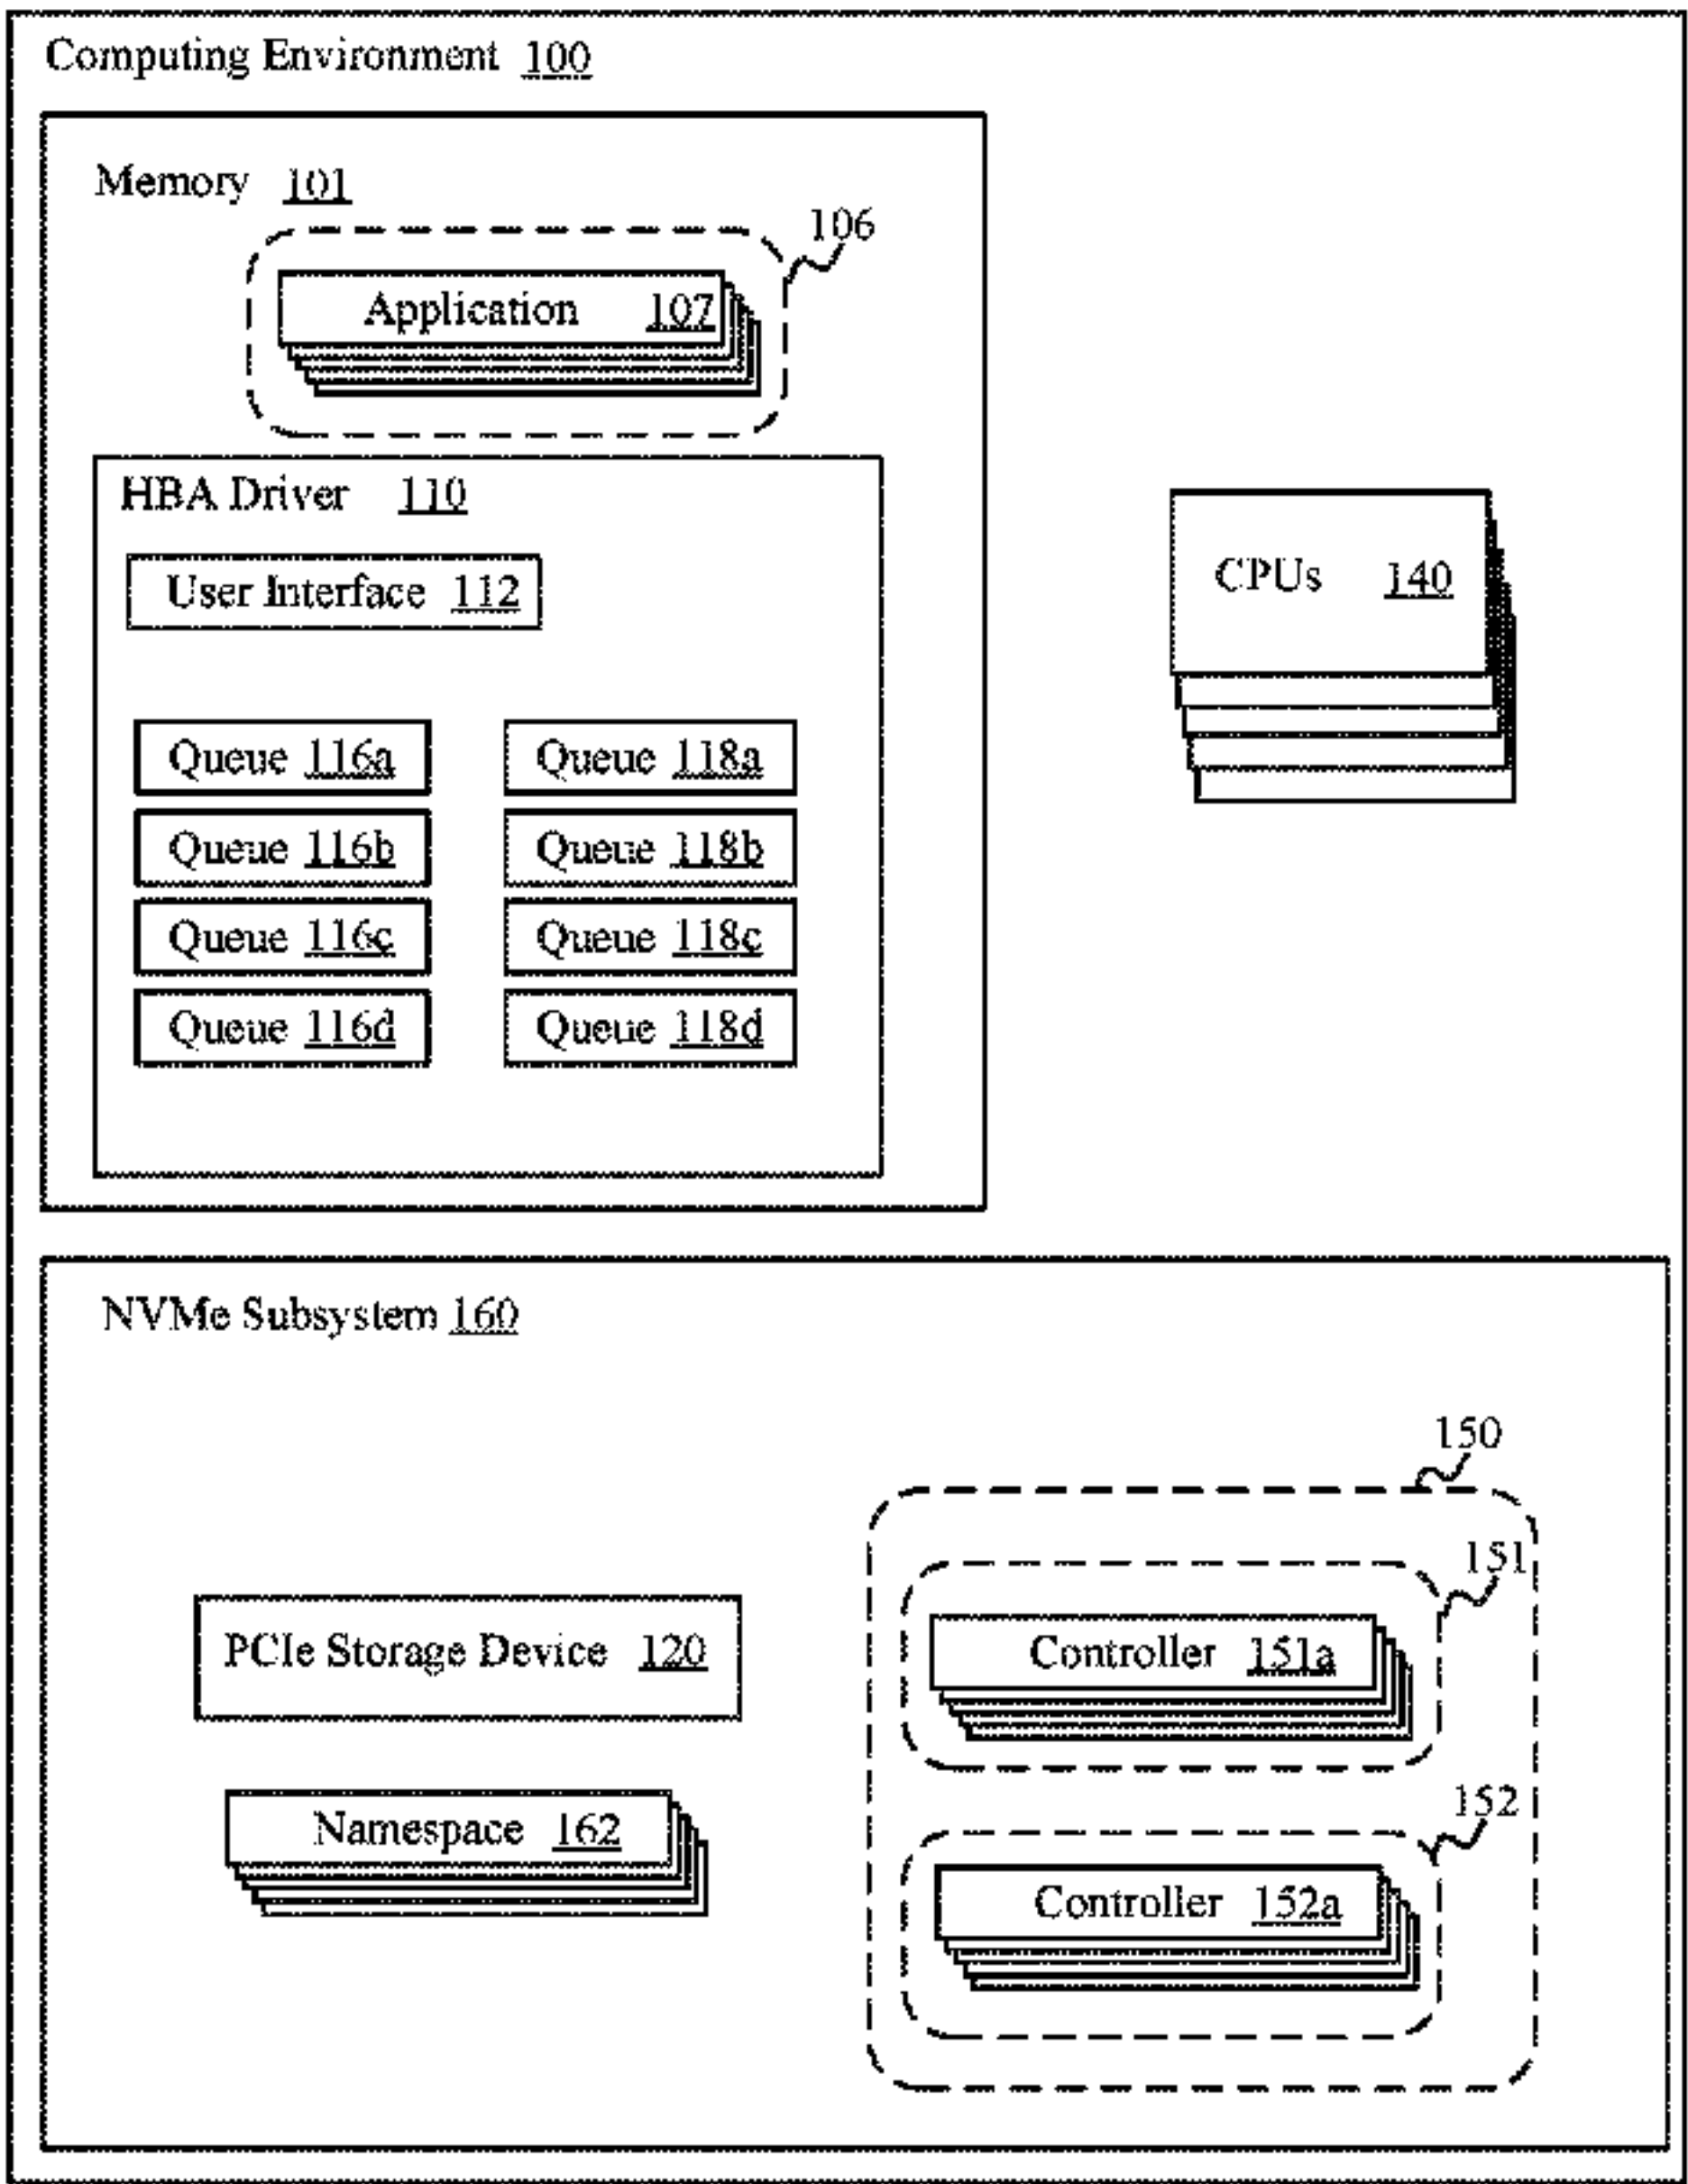 Computing Environment 100
Memory 101
106
Application 107
HBA Driver 110
User Interface 112
CPUs 140
Queue 116a
Queue 118a
Queue 116b
Queue 118b
Queue 116c
Queue 118c
Queue 116d
Queue 118d
NVMe Subsystem 160
150
151
PCIe Storage Device 120
Controller 151a
152
Namespace 162
Controller 152a